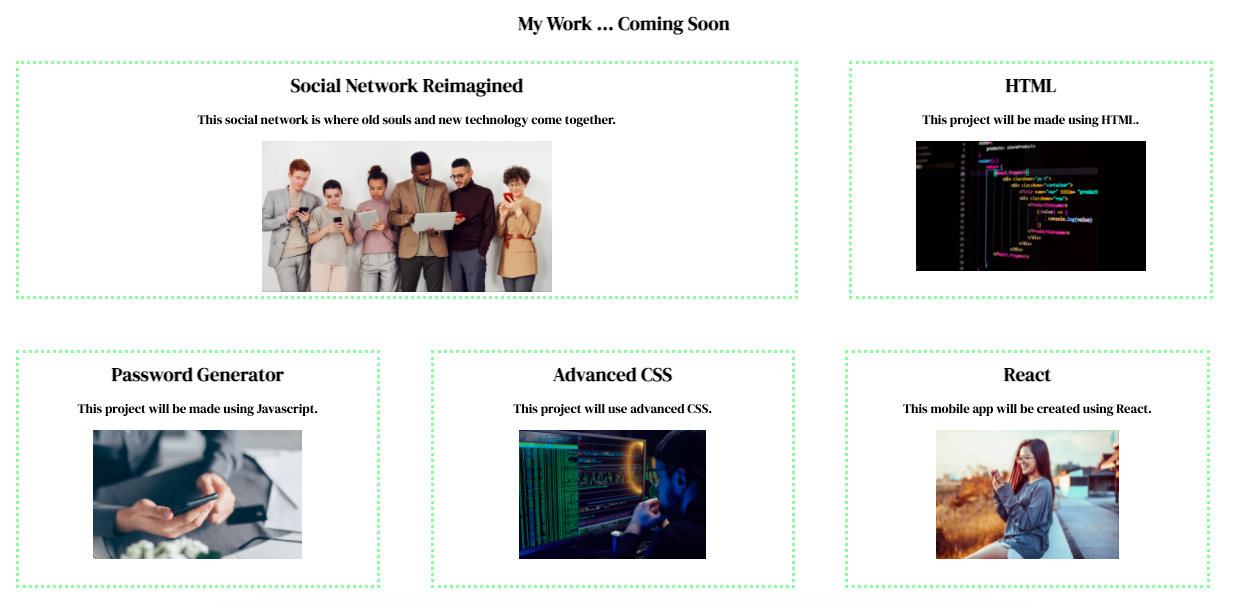 My Work ... Coming Soon
Social Network Reimagined
This social network is where old souls and new technology come together.
HTML
This project will be made using HTML.
Password Generator
This project will be made using Javascript.
Advanced CSS
This project will use advanced CSS.
React
This mobile app will be created using React.